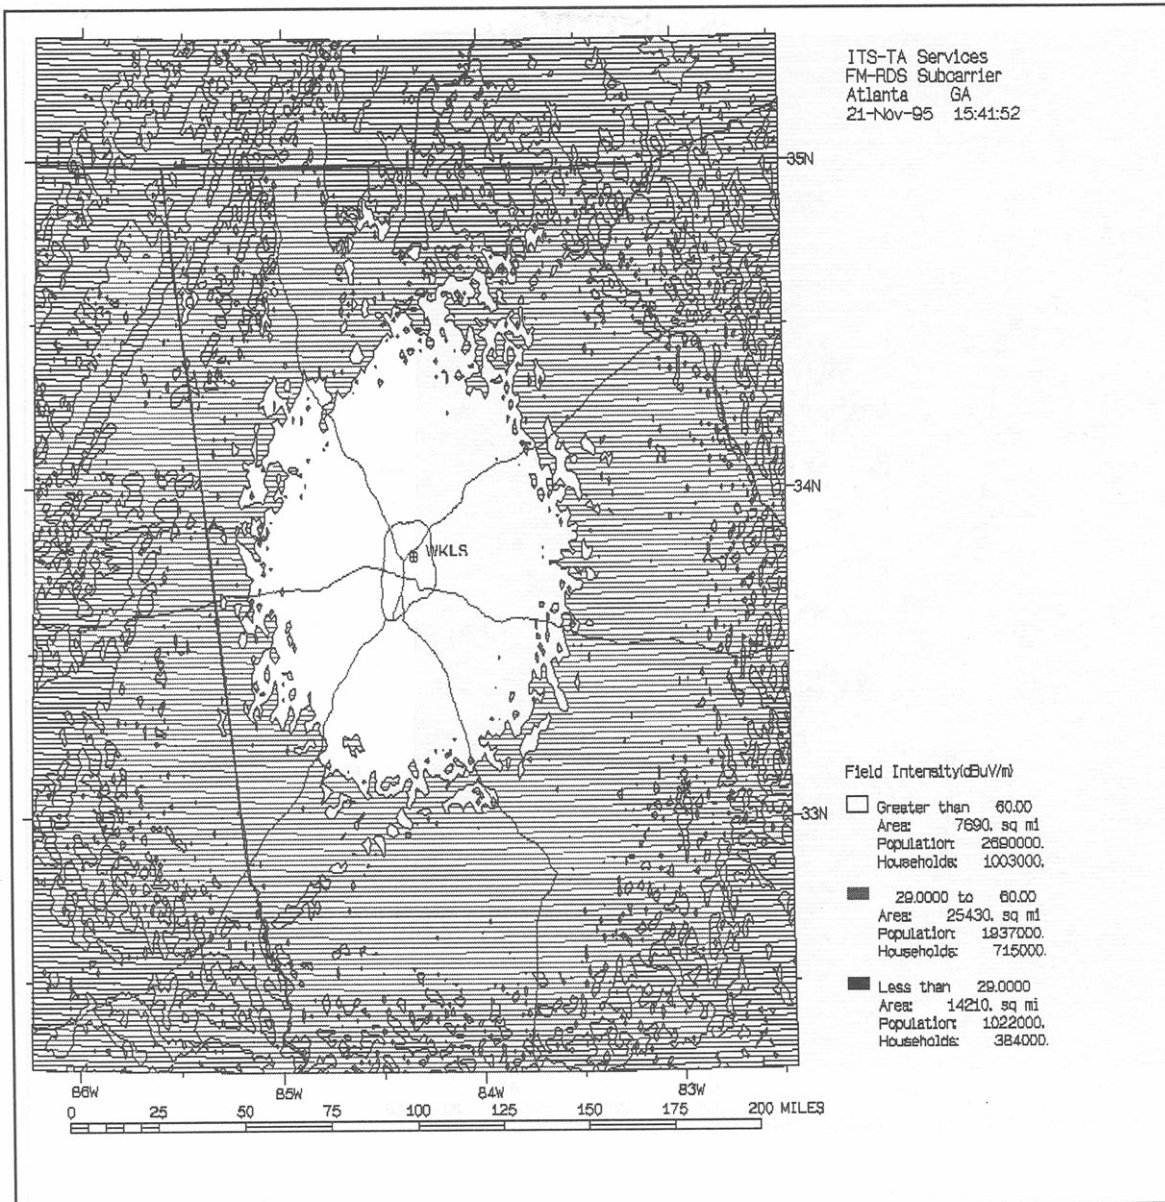 ITS-TA Services
FM-RDS Subcarrier
Atlanta GA
21-Nov-95 15:41:52
35N
34N
WKLS
33N
Field Intensity(dBuV/m)
Greater than 60.00
Area: 7690. sq mi
Population: 2690000.
Households: 1003000.
29.0000 to 60.00
Area: 25430. sq mi
Population: 1937000.
Households: 715000.
Less than 29.0000
Area: 14210. sq mi
Population: 1022000.
Households: 384000.
86W 85W 84W 83W
0 25 50 75 100 125 150 175 200 MILES